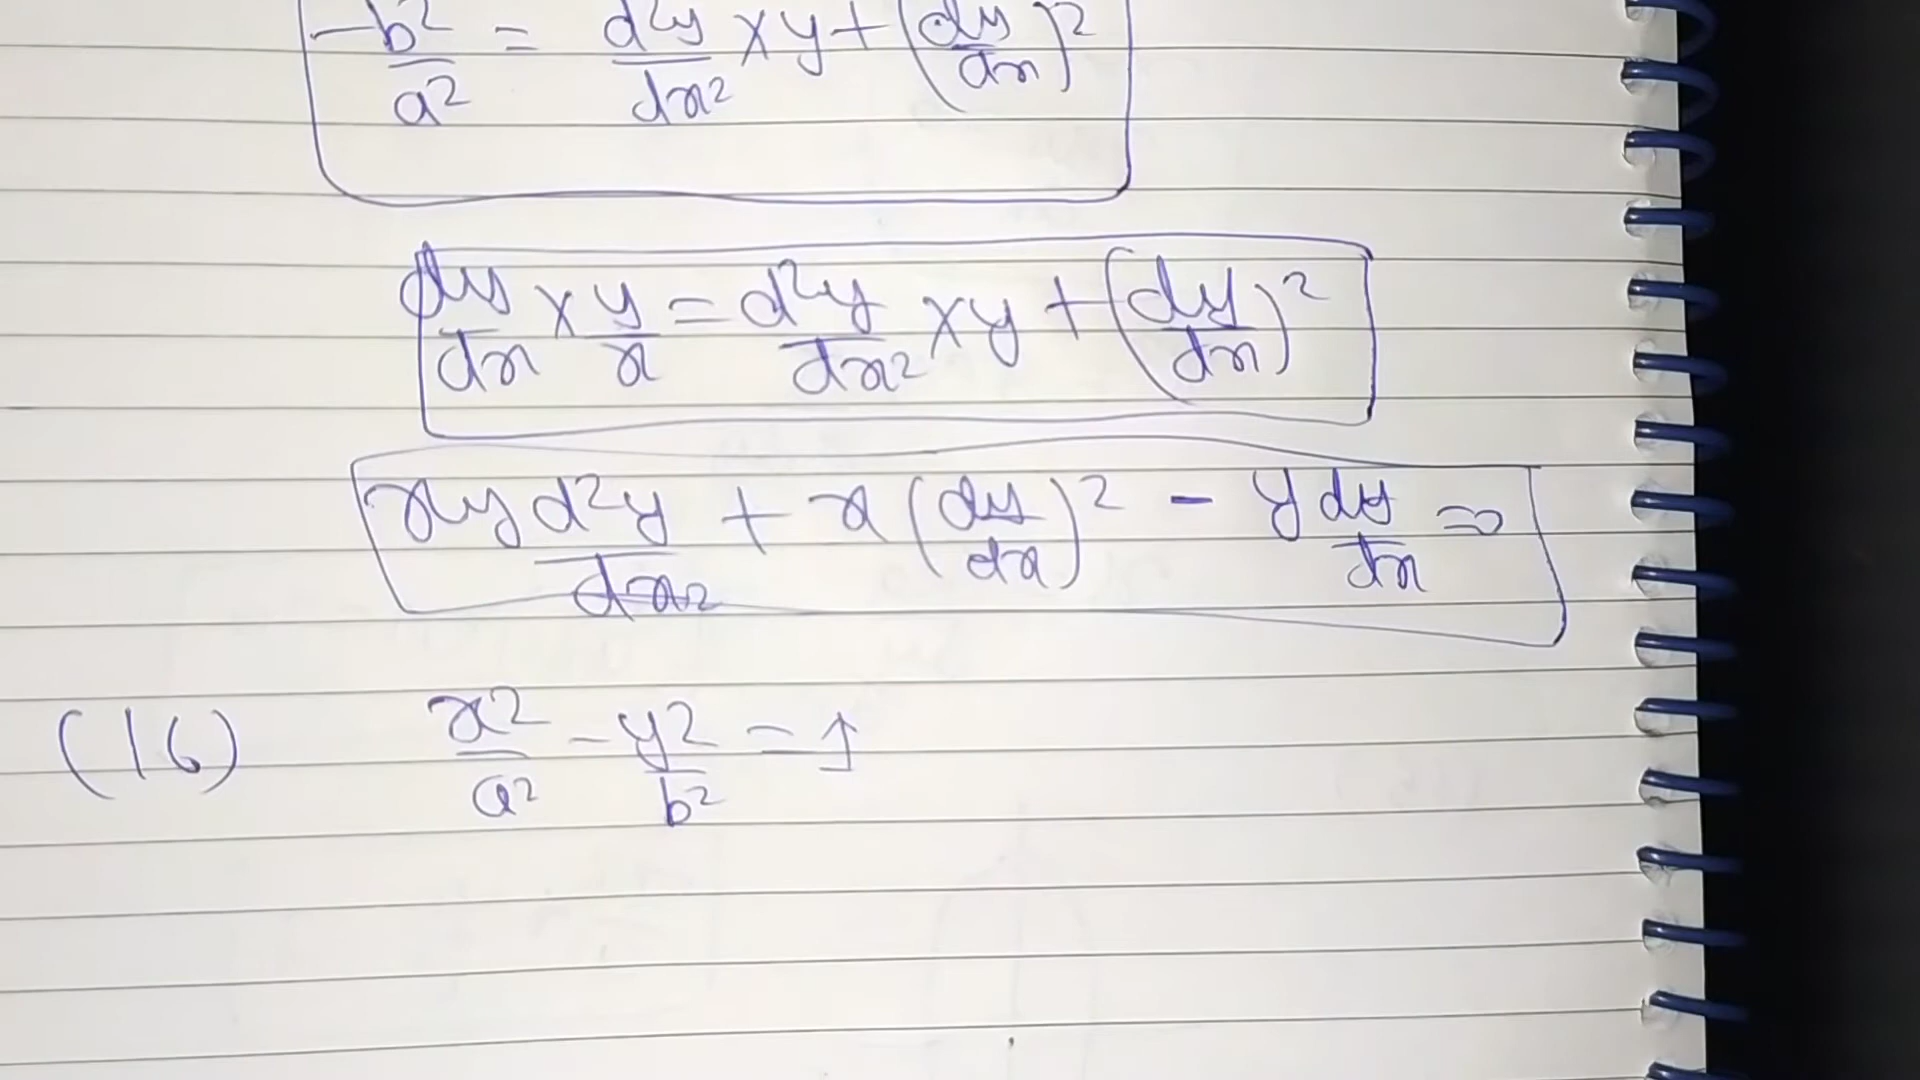 -b²/a² = d²y/dx² × y + (dy/dx)²
dy/dx × y/x = d²y/dx² × y + (dy/dx)²
xy d²y/dx² + x (dy/dx)² - y dy/dx = 0
(16) x²/a² - y²/b² = 1